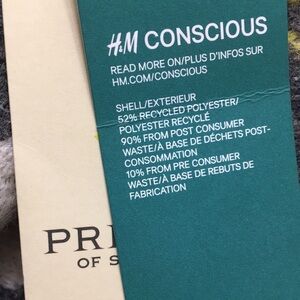 H&M CONSCIOUS
READ MORE ON/PLUS D'INFOS SUR
HM.COM/CONSCIOUS
SHELL/EXTERIEUR
52% RECYCLED POLYESTER/
POLYESTER RECYCLÉ
90% FROM POST CONSUMER
WASTE/À BASE DE DÉCHETS POST-
CONSOMMATION
10% FROM PRE CONSUMER
WASTE/À BASE DE REBUTS DE
FABRICATION
OF